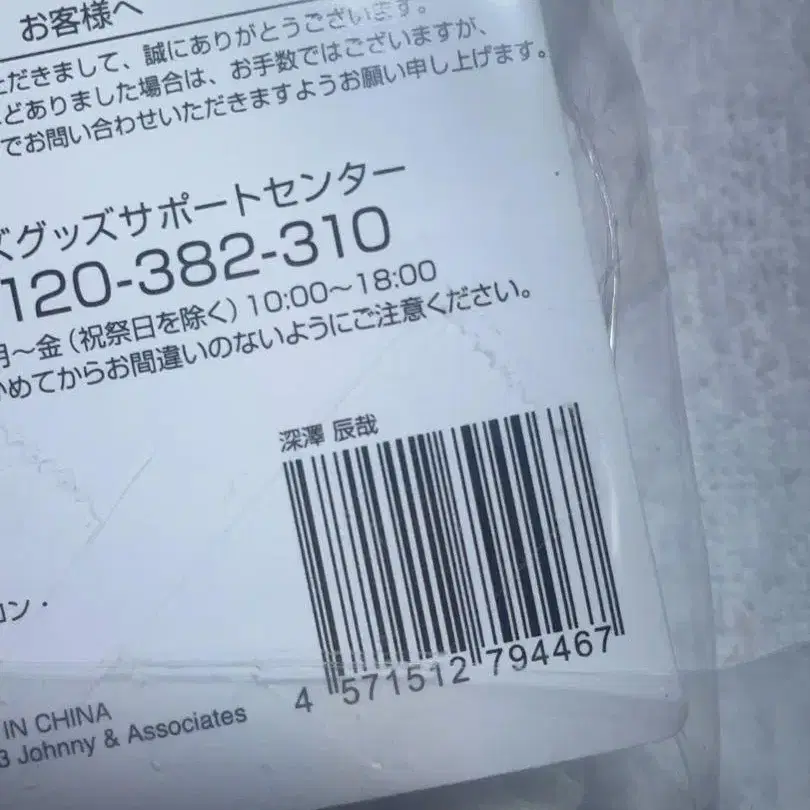 お客様へ
ただきまして、誠にありがとうございます。
どありました場合は、お手数ではございますが、
でお問い合わせいただきますようお願い申し上げます。
ズグッズサポートセンター
120-382-310
月～金(祝祭日を除く)10:00～18:00
かめてからお間違いのないようにご注意ください。
深澤 辰哉
4 571512 794467
コン・
IN CHINA
3 Johnny & Associates